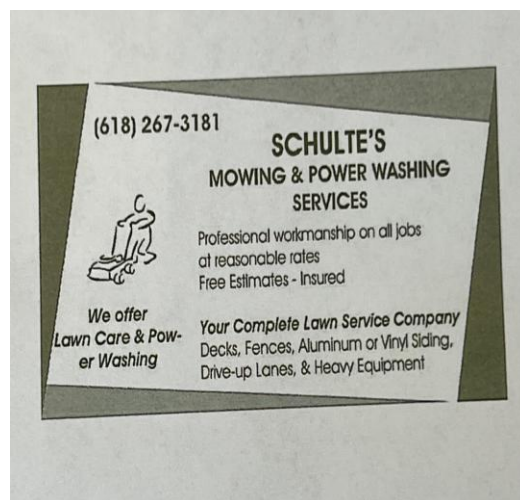 (618) 267-3181
SCHULTE'S
MOWING & POWER WASHING
SERVICES
Professional workmanship on all jobs
at reasonable rates
Free Estimates - Insured
We offer
Lawn Care & Pow-
er Washing
Your Complete Lawn Service Company
Decks, Fences, Aluminum or Vinyl Siding,
Drive-up Lanes, & Heavy Equipment